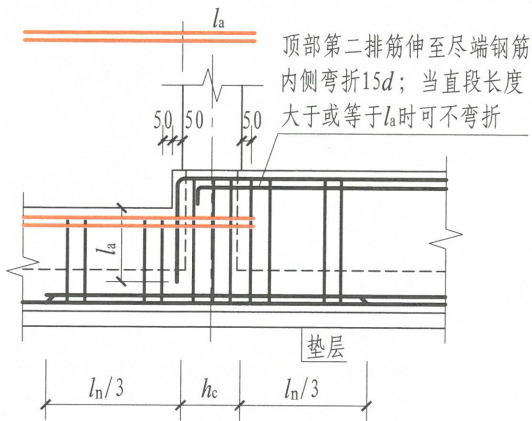 la
顶部第二排筋伸至尽端钢筋
内侧弯折15d；当直段长度
大于或等于la时可不弯折
50 50 50
la
垫层
ln/3 hc ln/3